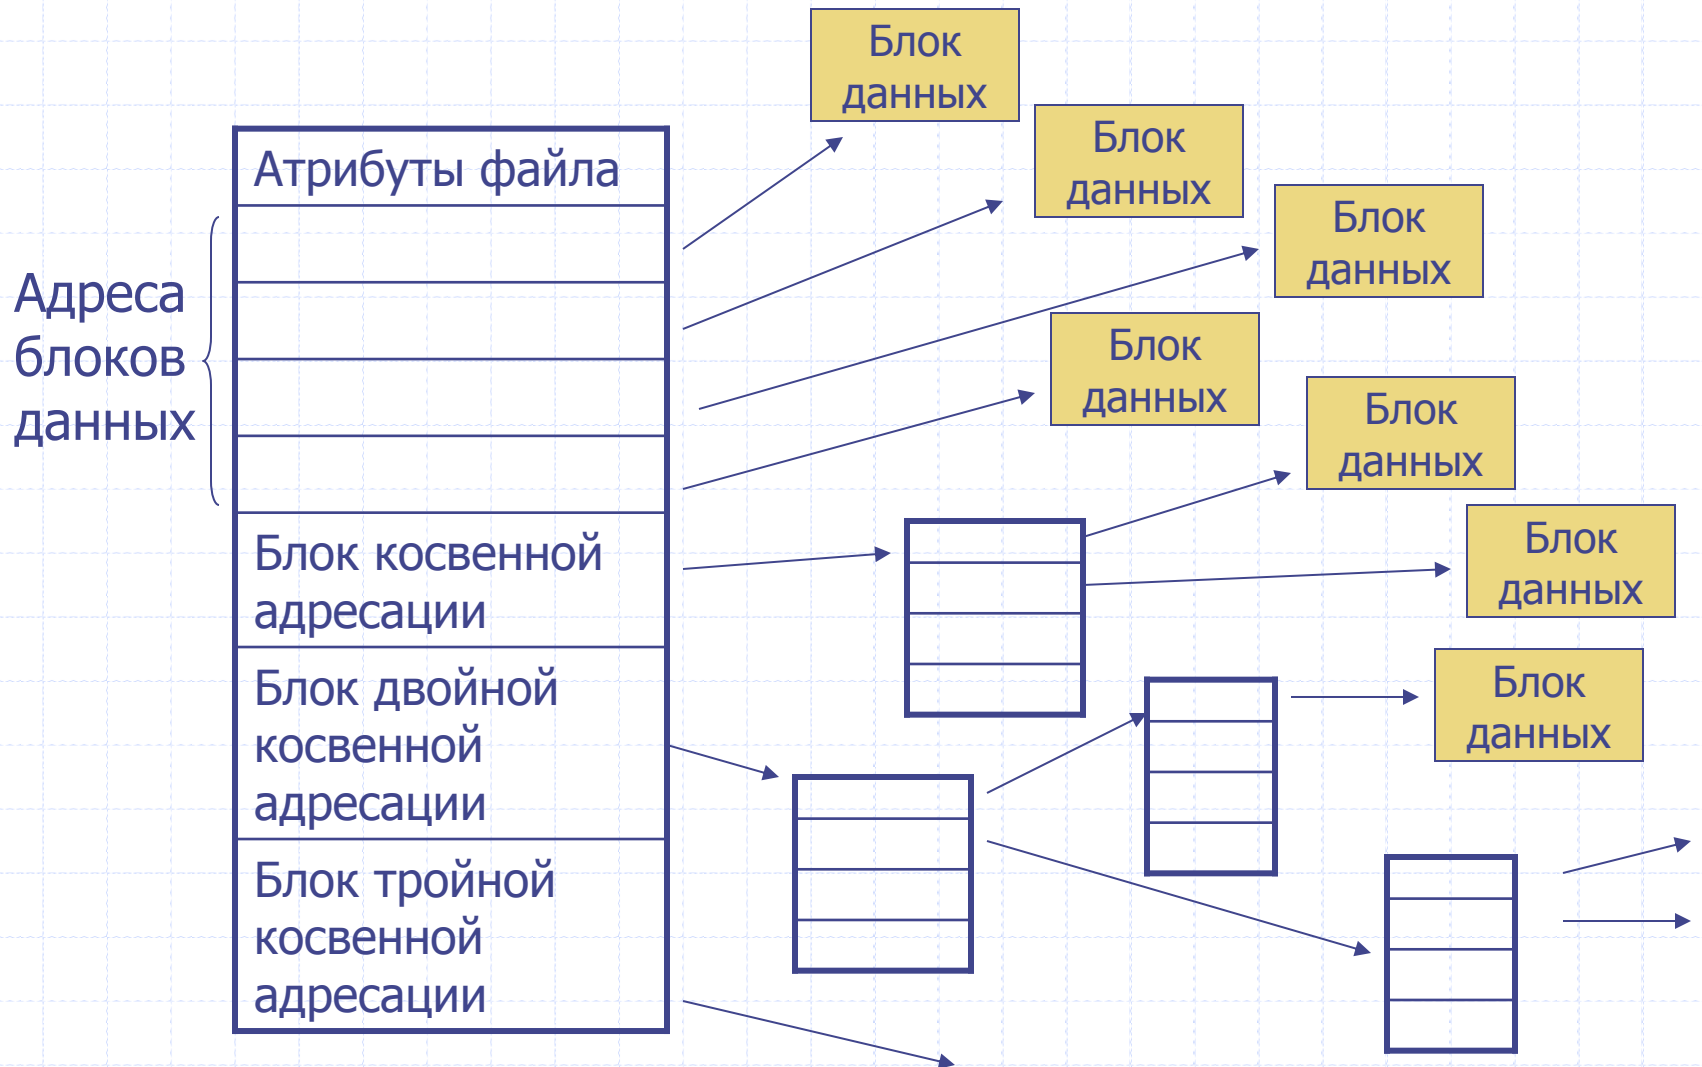 Блок
данных
Блок
данных
Атрибуты файла
Блок
данных
Адреса
блоков
данных
Блок
данных
Блок
данных
Блок
данных
Блок косвенной
адресации
Блок
данных
Блок двойной
косвенной
адресации
Блок тройной
косвенной
адресации